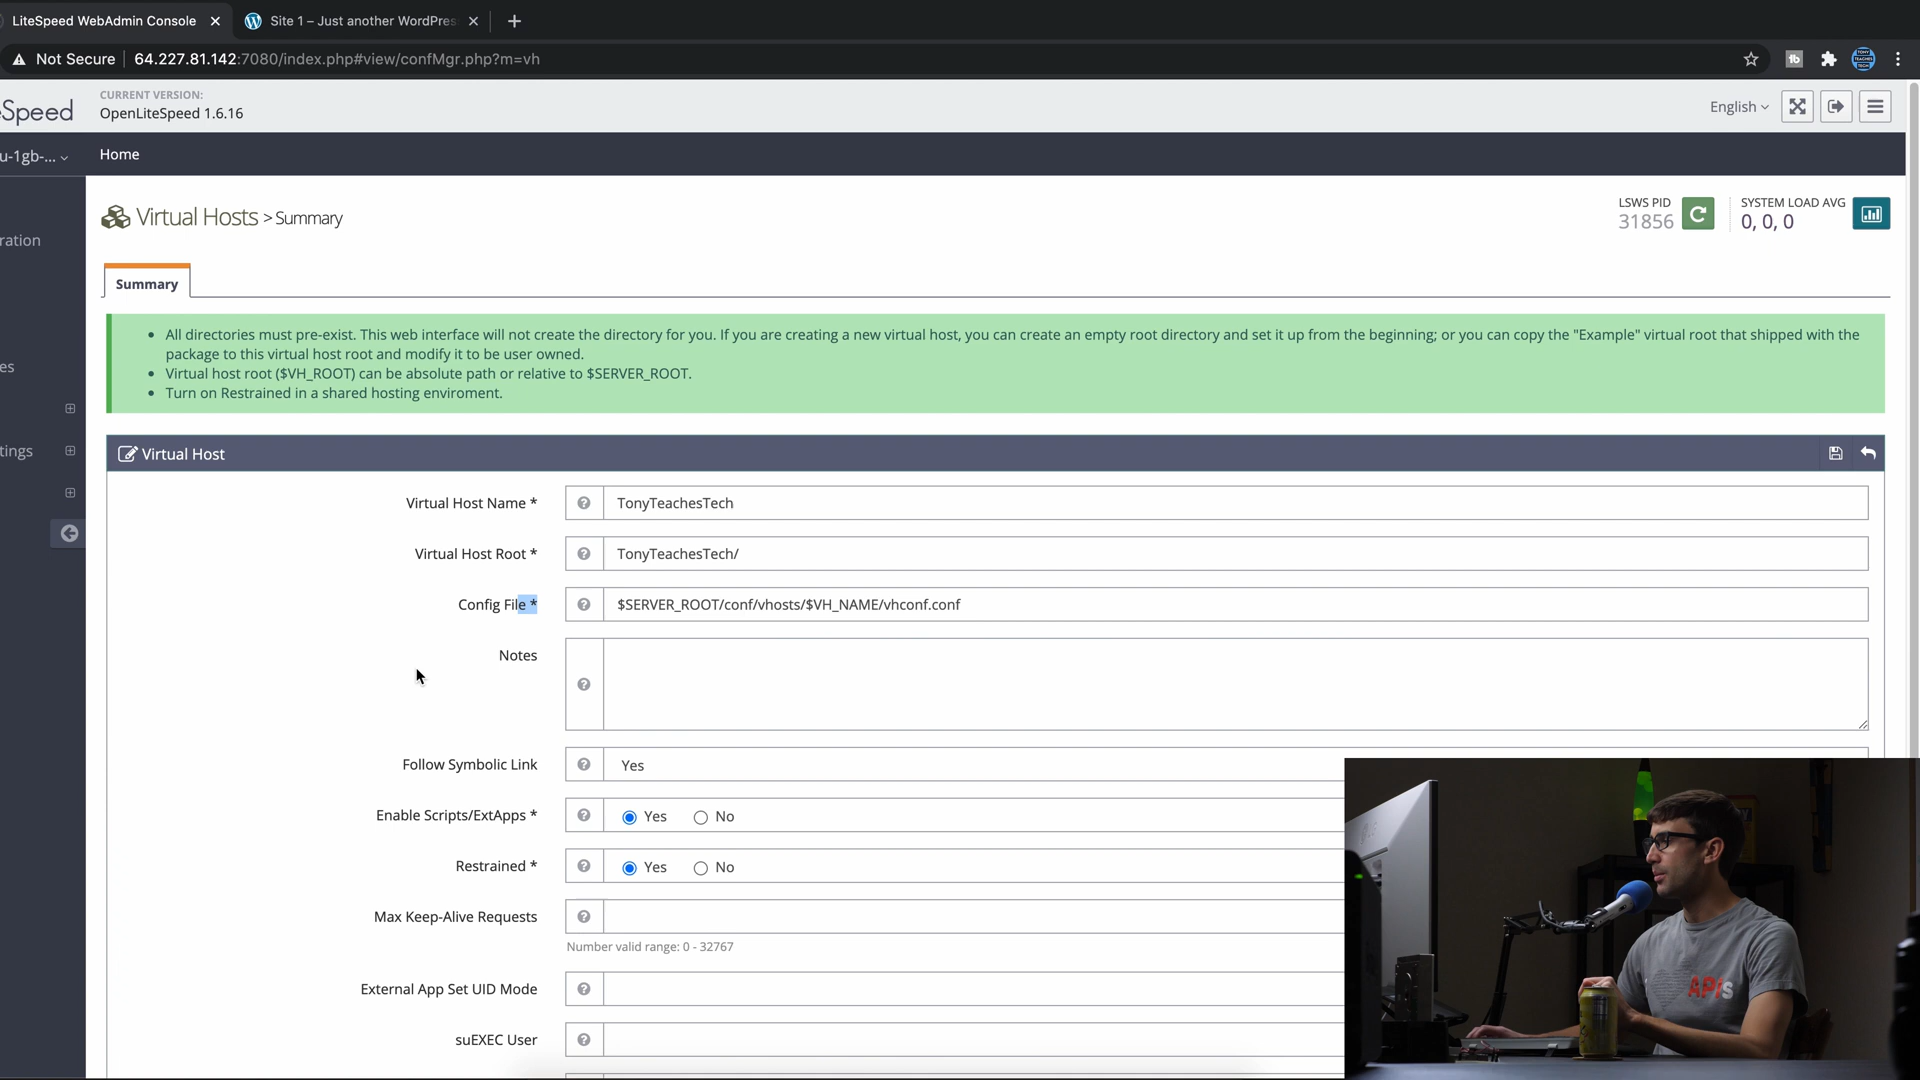 LiteSpeed WebAdmin Console
Site 1 – Just another WordPres
Not Secure
64.227.81.142:7080/index.php#view/confMgr.php?m=vh
eSpeed
CURRENT VERSION:
OpenLiteSpeed 1.6.16
English
u-1gb-...
Home
ration
es
tings
Virtual Hosts > Summary
LSWS PID
31856
SYSTEM LOAD AVG
0, 0, 0
Summary
All directories must pre-exist. This web interface will not create the directory for you. If you are creating a new virtual host, you can create an empty root directory and set it up from the beginning; or you can copy the "Example" virtual root that shipped with the
package to this virtual host root and modify it to be user owned.
Virtual host root ($VH_ROOT) can be absolute path or relative to $SERVER_ROOT.
Turn on Restrained in a shared hosting enviroment.
Virtual Host
Virtual Host Name * TonyTeachesTech
Virtual Host Root * TonyTeachesTech/
Config File * $SERVER_ROOT/conf/vhosts/$VH_NAME/vhconf.conf
Notes
Follow Symbolic Link Yes
Enable Scripts/ExtApps * Yes No
Restrained * Yes No
Max Keep-Alive Requests
Number valid range: 0 - 32767
External App Set UID Mode
suEXEC User
APIs